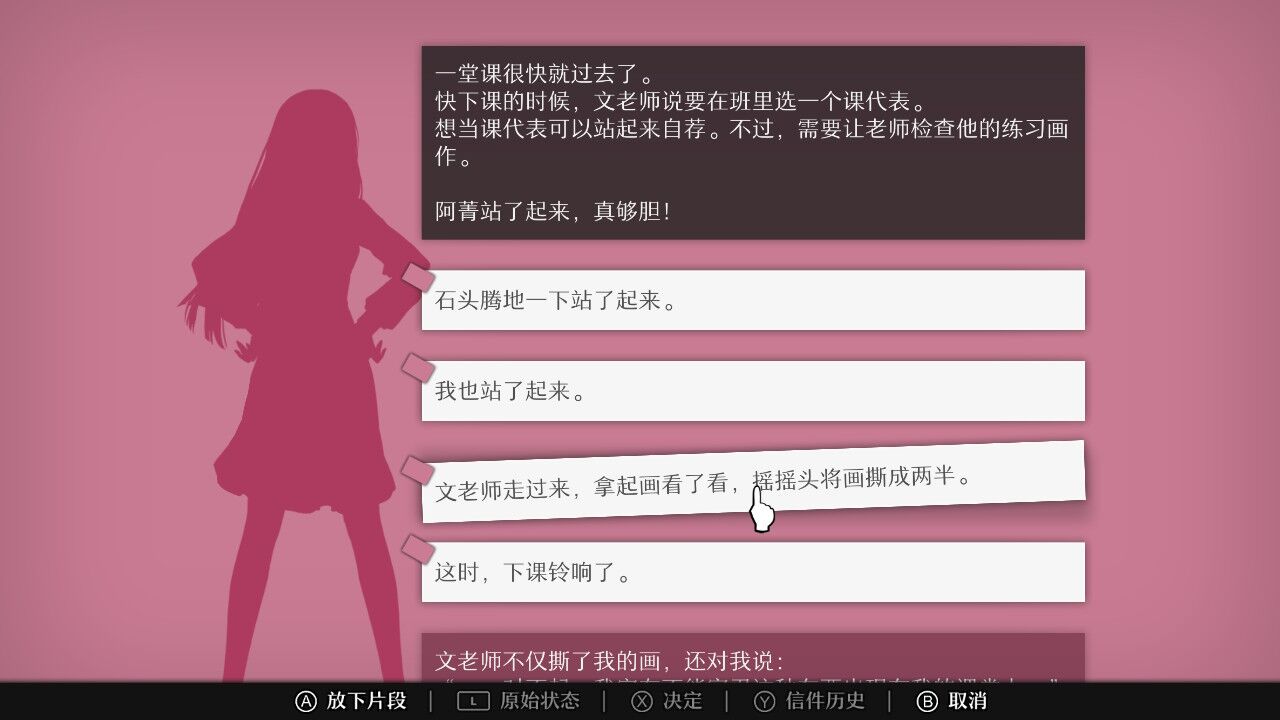 一堂课很快就过去了。
快下课的时候，文老师说要在班里选一个课代表。
想当课代表可以站起来自荐。不过，需要让老师检查他的练习画
作。
阿菁站了起来，真够胆！
石头腾地一下站了起来。
我也站了起来。
文老师走过来，拿起画看了看，摇摇头将画撕成两半。
这时，下课铃响了。
文老师不仅撕了我的画，还对我说：
A 放下片段 | L 原始状态 | X 决定 | Y 信件历史 | B 取消